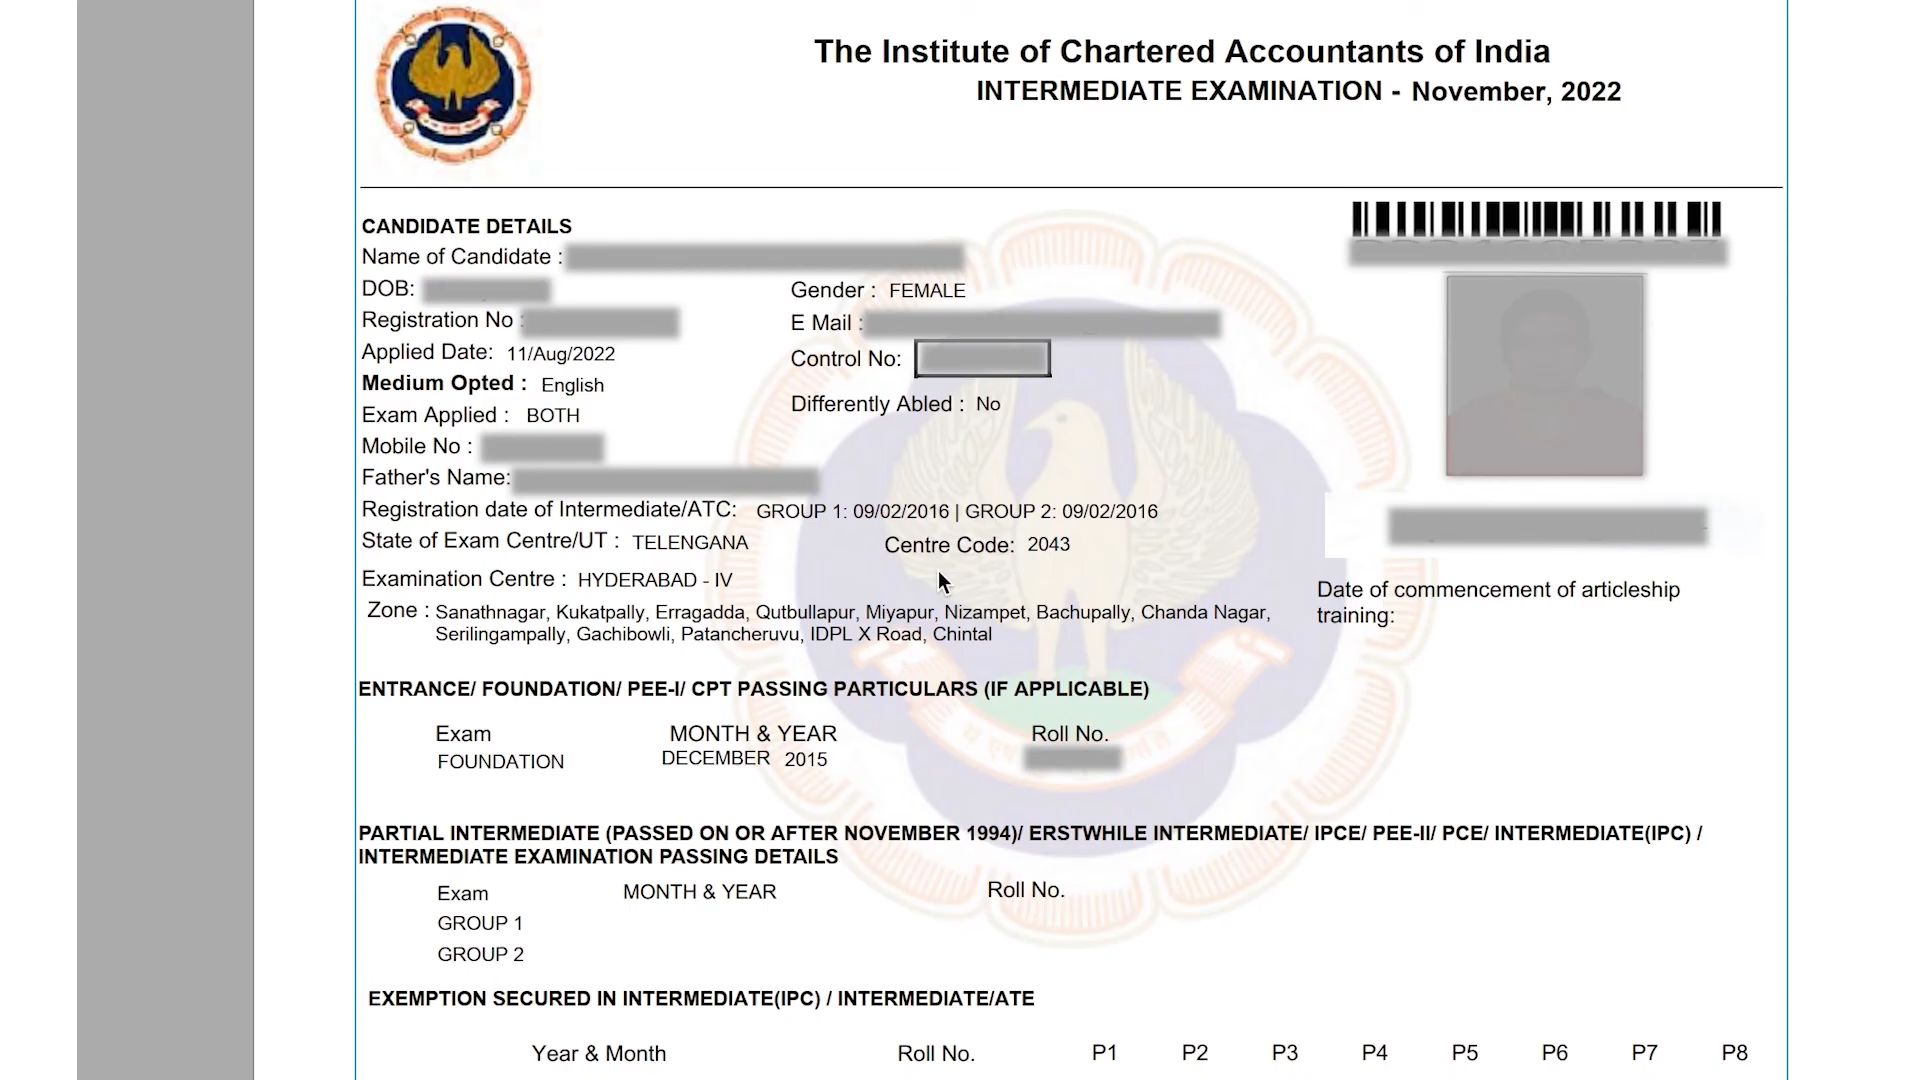 The Institute of Chartered Accountants of India
INTERMEDIATE EXAMINATION - November, 2022
CANDIDATE DETAILS
Name of Candidate :
DOB:
Gender : FEMALE
Registration No :
E Mail :
Applied Date: 11/Aug/2022
Control No:
Medium Opted : English
Differently Abled : No
Exam Applied : BOTH
Mobile No :
Father's Name:
Registration date of Intermediate/ATC: GROUP 1: 09/02/2016 | GROUP 2: 09/02/2016
State of Exam Centre/UT : TELENGANA Centre Code: 2043
Examination Centre : HYDERABAD - IV
Date of commencement of articleship
training:
Zone : Sanathnagar, Kukatpally, Erragadda, Qutbullapur, Miyapur, Nizampet, Bachupally, Chanda Nagar,
Serilingampally, Gachibowli, Patancheruvu, IDPL X Road, Chintal
ENTRANCE/ FOUNDATION/ PEE-I/ CPT PASSING PARTICULARS (IF APPLICABLE)
Exam MONTH & YEAR Roll No.
FOUNDATION DECEMBER 2015
PARTIAL INTERMEDIATE (PASSED ON OR AFTER NOVEMBER 1994)/ ERSTWHILE INTERMEDIATE/ IPCE/ PEE-II/ PCE/ INTERMEDIATE(IPC) /
INTERMEDIATE EXAMINATION PASSING DETAILS
Exam MONTH & YEAR Roll No.
GROUP 1
GROUP 2
EXEMPTION SECURED IN INTERMEDIATE(IPC) / INTERMEDIATE/ATE
Year & Month Roll No. P1 P2 P3 P4 P5 P6 P7 P8